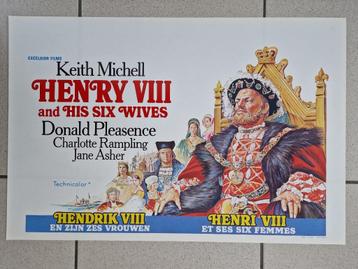 EXCELSIOR FILMS
Keith Michell
HENRY VIII
and HIS SIX WIVES
Donald Pleasence
Charlotte Rampling
Jane Asher
Technicolor
HENDRIK VIII
EN ZIJN ZES VROUWEN
HENRI VIII
ET SES SIX FEMMES